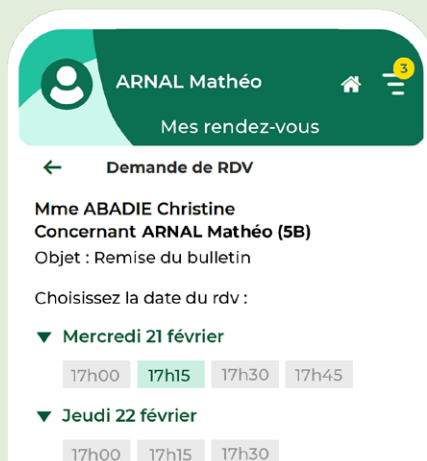 3
ARNAL Mathéo
Mes rendez-vous
Demande de RDV
Mme ABADIE Christine
Concernant ARNAL Mathéo (5B)
Objet : Remise du bulletin
Choisissez la date du rdv :
Mercredi 21 février
17h00 17h15 17h30 17h45
Jeudi 22 février
17h00 17h15 17h30